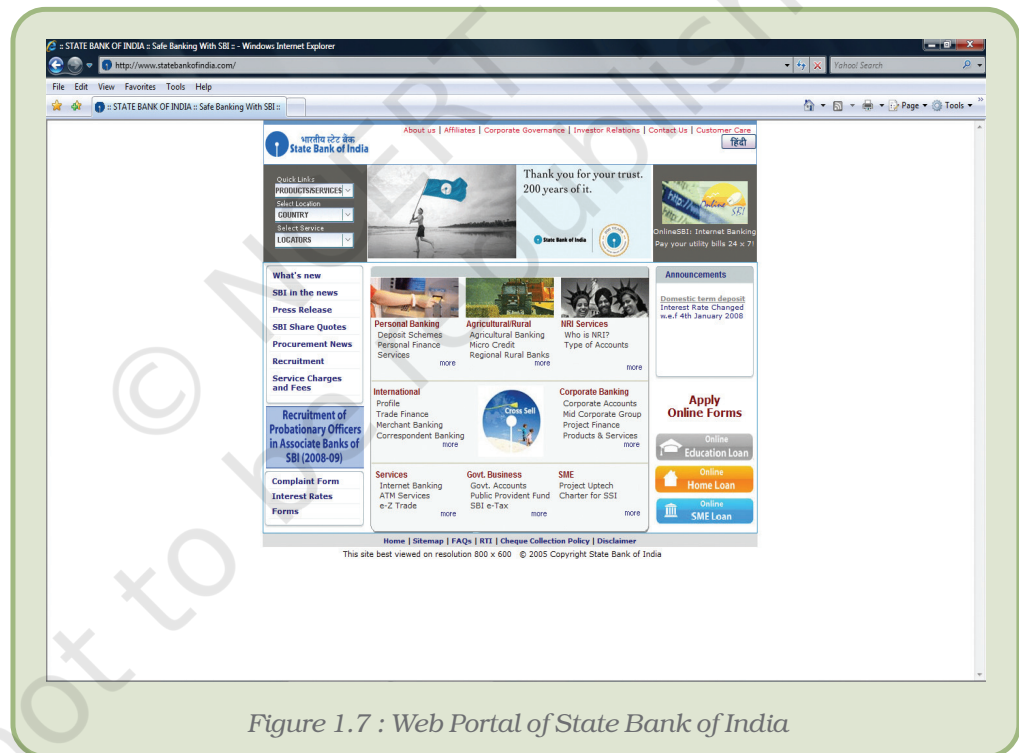 :: STATE BANK OF INDIA :: Safe Banking With SBI :: - Windows Internet Explorer
http://www.statebankofindia.com/
Yahoo! Search
File Edit View Favorites Tools Help
:: STATE BANK OF INDIA :: Safe Banking With SBI ::
Page Tools
About us | Affiliates | Corporate Governance | Investor Relations | Contact Us | Customer Care
भारतीय स्टेट बैंक
State Bank of India
हिंदी
Quick Links
PRODUCTS/SERVICES
Select Location
COUNTRY
Select Service
LOCATORS
Thank you for your trust.
200 years of it.
State Bank of India
http://
http://
Online
SBI
OnlineSBI: Internet Banking
Pay your utility bills 24 x 7!
What's new
SBI in the news
Press Release
SBI Share Quotes
Procurement News
Recruitment
Service Charges
and Fees
Recruitment of
Probationary Officers
in Associate Banks of
SBI (2008-09)
Complaint Form
Interest Rates
Forms
Personal Banking
Deposit Schemes
Personal Finance
Services
more
Agricultural/Rural
Agricultural Banking
Micro Credit
Regional Rural Banks
more
NRI Services
Who is NRI?
Type of Accounts
more
International
Profile
Trade Finance
Merchant Banking
Correspondent Banking
more
Cross Sell
Corporate Banking
Corporate Accounts
Mid Corporate Group
Project Finance
Products & Services
more
Services
Internet Banking
ATM Services
e-Z Trade
more
Govt. Business
Govt. Accounts
Public Provident Fund
SBI e-Tax
more
SME
Project Uptech
Charter for SSI
more
Announcements
Domestic term deposit
Interest Rate Changed
w.e.f 4th January 2008
Apply
Online Forms
Online
Education Loan
Online
Home Loan
Online
SME Loan
Home | Sitemap | FAQs | RTI | Cheque Collection Policy | Disclaimer
This site best viewed on resolution 800 x 600 © 2005 Copyright State Bank of India
Figure 1.7 : Web Portal of State Bank of India
© NCERT
not to be republished